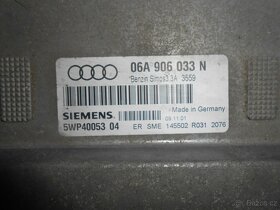 06A 906 033 N
Benzin Simos3.3A 3559
Made in Germany
SIEMENS
09.11.01
5WP40053 04
ER SME 145502 R031 2076